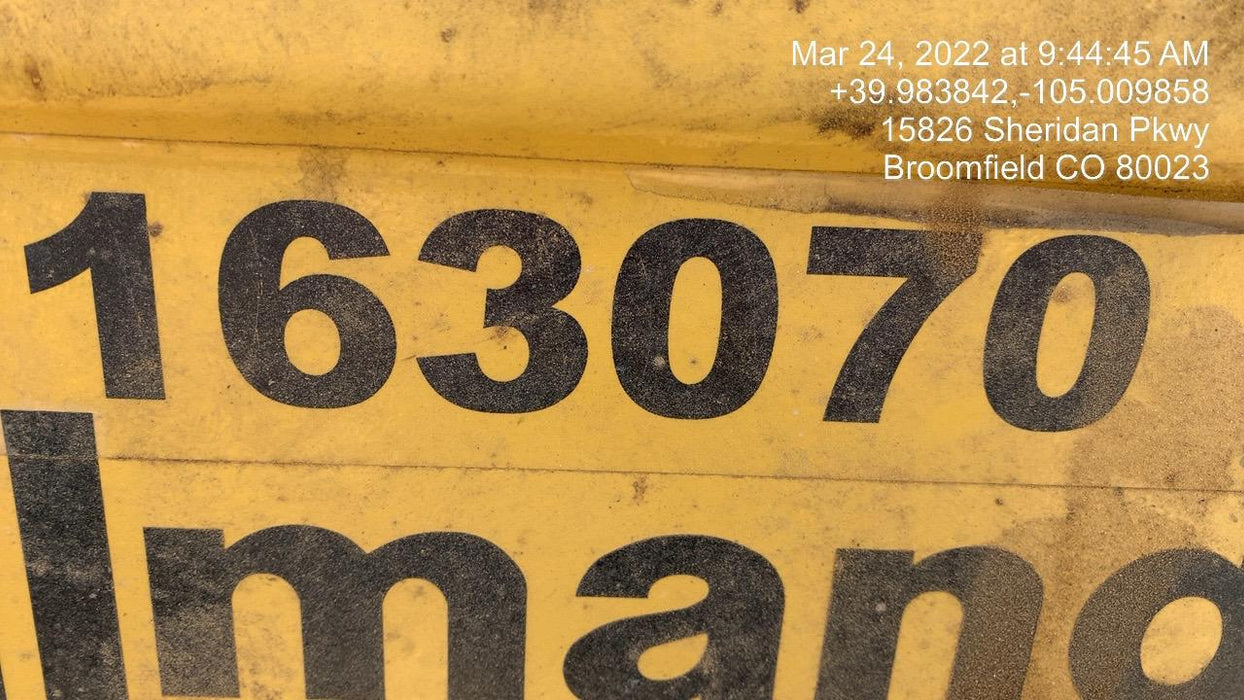 Mar 24, 2022 at 9:44:45 AM
+39.983842,-105.009858
15826 Sheridan Pkwy
Broomfield CO 80023
163070